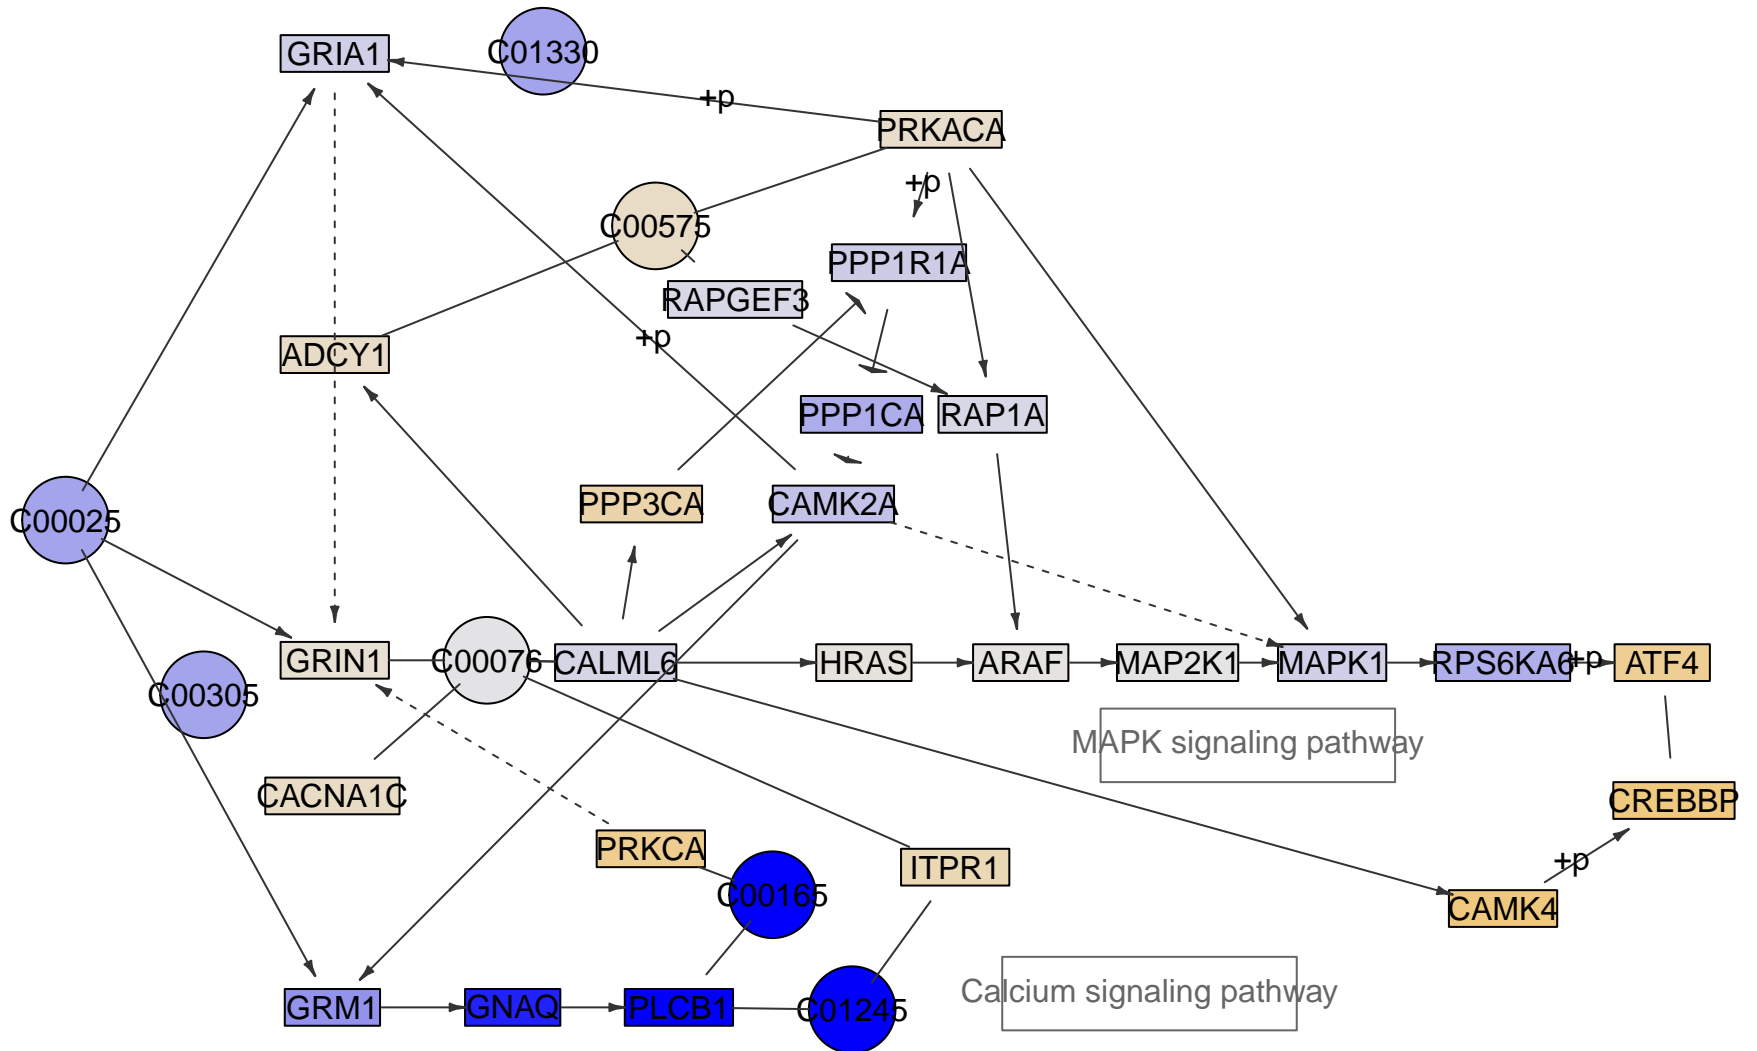 GRIA1
C01330
+p
PRKACA
+p
C00575
PPP1R1A
RAPGEF3
+p
ADCY1
PPP1CA
RAP1A
PPP3CA
CAMK2A
C00025
GRIN1
C00076
CALML6
HRAS
ARAF
MAP2K1
MAPK1
RPS6KA6
+p
ATF4
C00305
MAPK signaling pathway
CACNA1C
CREBBP
PRKCA
ITPR1
+p
C00165
CAMK4
Calcium signaling pathway
GRM1
GNAQ
PLCB1
C01245